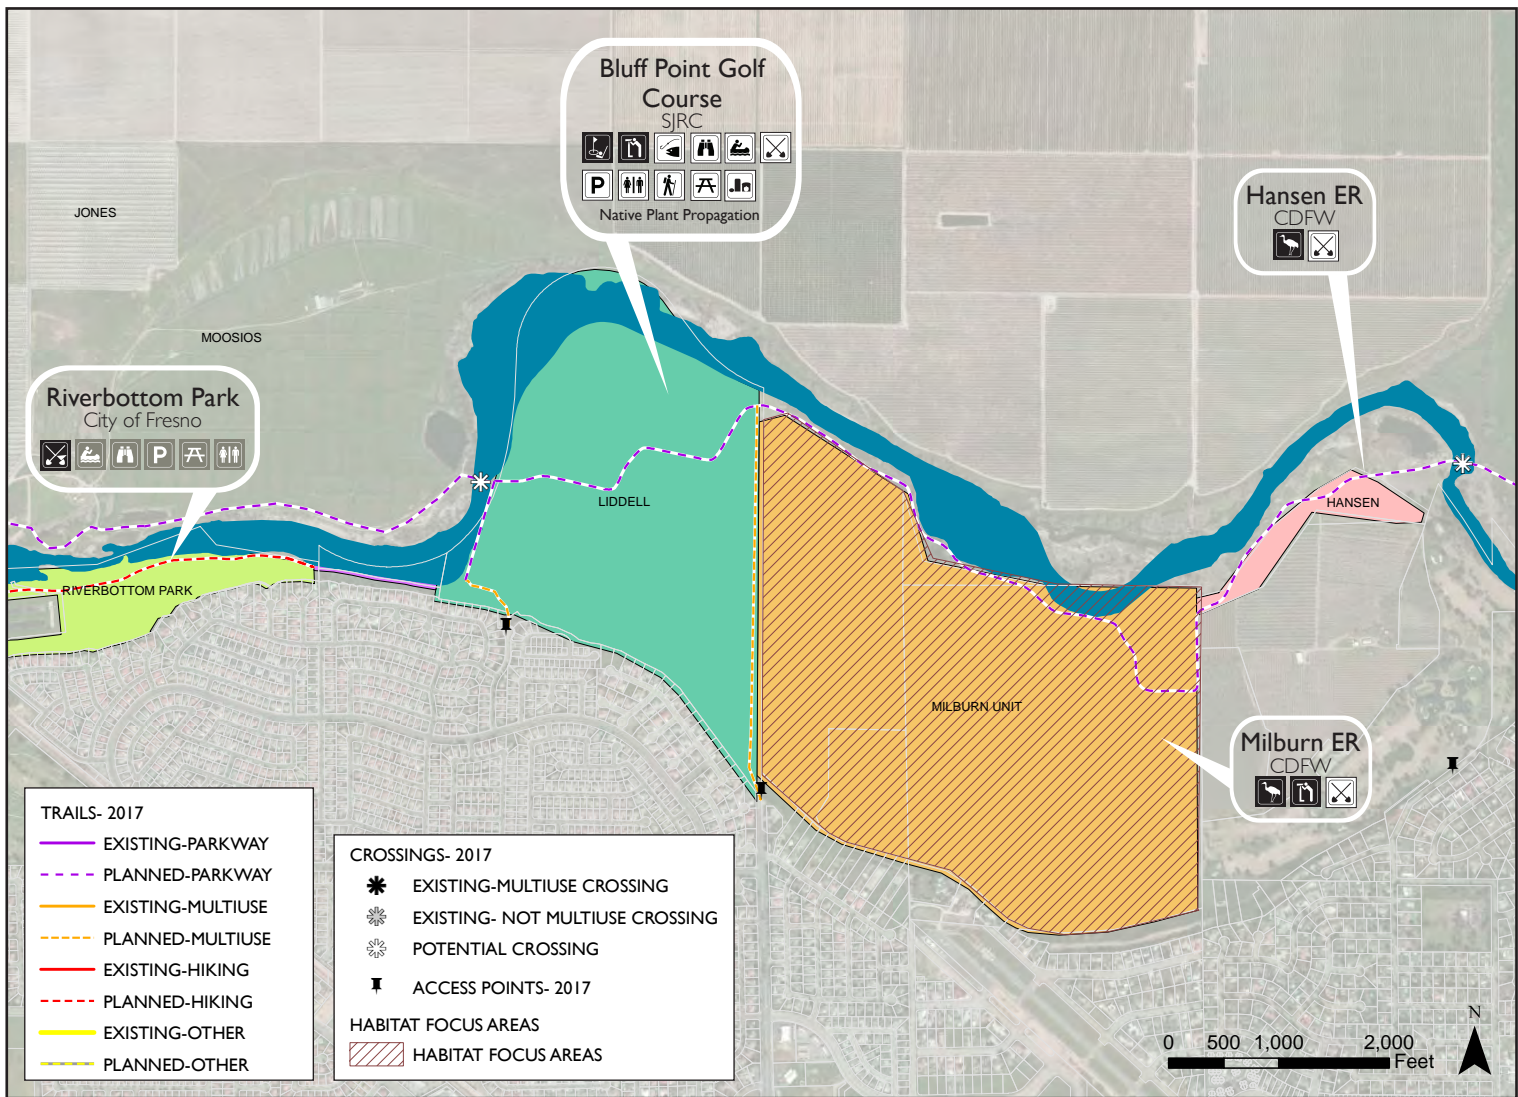 Bluff Point Golf
Course
SJRC
P
Native Plant Propagation
JONES
Hansen ER
CDFW
MOOSIOS
Riverbottom Park
City of Fresno
P
LIDDELL
HANSEN
RIVERBOTTOM PARK
MILBURN UNIT
Milburn ER
CDFW
TRAILS- 2017
EXISTING-PARKWAY
PLANNED-PARKWAY
EXISTING-MULTIUSE
PLANNED-MULTIUSE
EXISTING-HIKING
PLANNED-HIKING
EXISTING-OTHER
PLANNED-OTHER
CROSSINGS- 2017
EXISTING-MULTIUSE CROSSING
EXISTING- NOT MULTIUSE CROSSING
POTENTIAL CROSSING
ACCESS POINTS- 2017
HABITAT FOCUS AREAS
HABITAT FOCUS AREAS
N
0 500 1,000 2,000
Feet